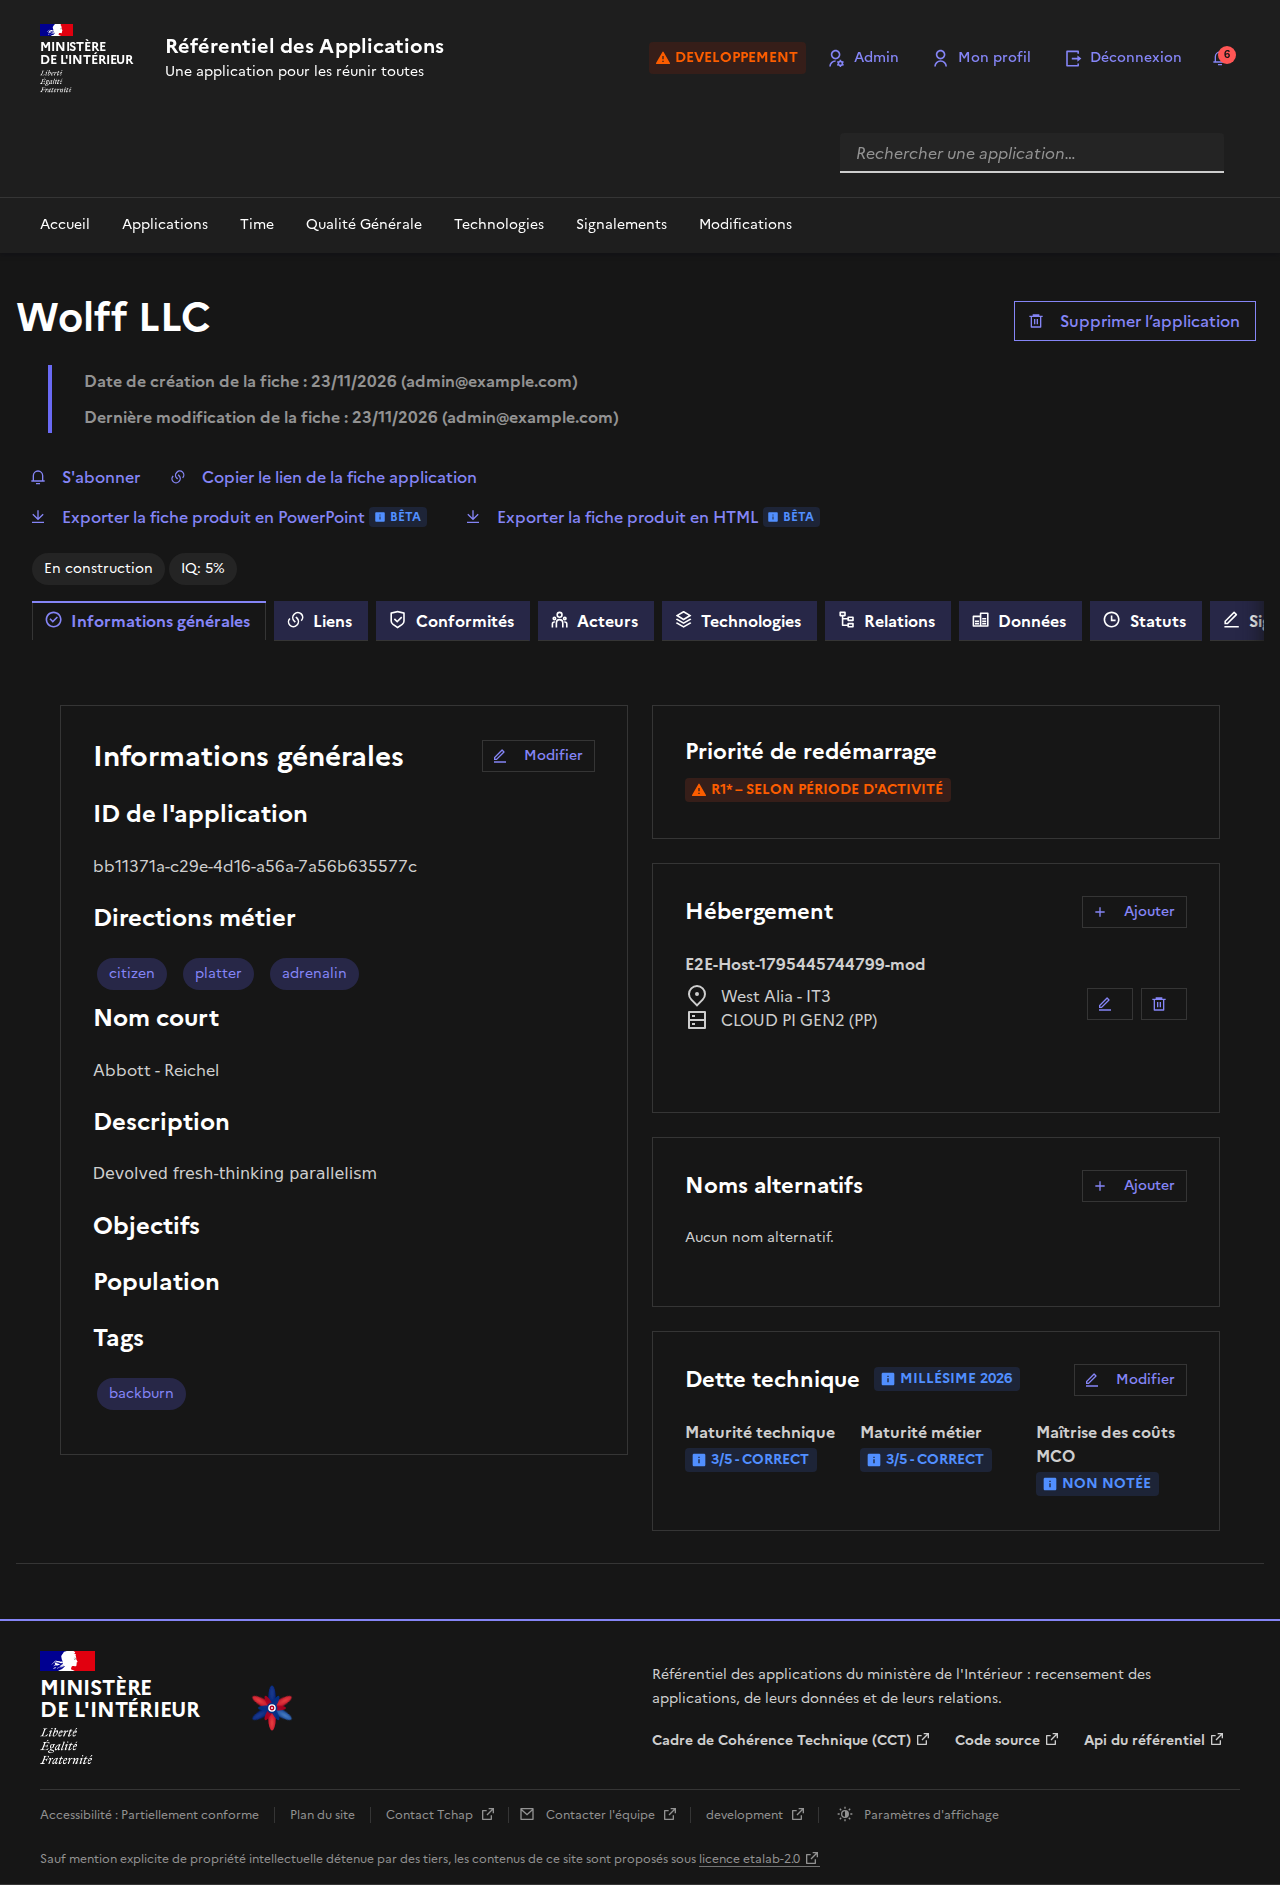 MINISTÈRE
DE L'INTÉRIEUR
Liberté
Égalité
Fraternité
Référentiel des Applications
Une application pour les réunir toutes
DEVELOPPEMENT
Admin
Mon profil
Déconnexion
6
Rechercher une application…
Accueil
Applications
Time
Qualité Générale
Technologies
Signalements
Modifications
Wolff LLC
Supprimer l’application
Date de création de la fiche : 23/11/2026 (admin@example.com)
Dernière modification de la fiche : 23/11/2026 (admin@example.com)
S'abonner
Copier le lien de la fiche application
Exporter la fiche produit en PowerPoint BÊTA
Exporter la fiche produit en HTML BÊTA
En construction
IQ: 5%
Informations générales
Liens
Conformités
Acteurs
Technologies
Relations
Données
Statuts
Informations générales
Modifier
ID de l'application
bb11371a-c29e-4d16-a56a-7a56b635577c
Directions métier
citizen
platter
adrenalin
Nom court
Abbott - Reichel
Description
Devolved fresh-thinking parallelism
Objectifs
Population
Tags
backburn
Priorité de redémarrage
R1* – SELON PÉRIODE D'ACTIVITÉ
Hébergement
Ajouter
E2E-Host-1795445744799-mod
West Alia - IT3
CLOUD PI GEN2 (PP)
Noms alternatifs
Ajouter
Aucun nom alternatif.
Dette technique
MILLÉSIME 2026
Modifier
Maturité technique
3/5 - CORRECT
Maturité métier
3/5 - CORRECT
Maîtrise des coûts
MCO
NON NOTÉE
MINISTÈRE
DE L'INTÉRIEUR
Liberté
Égalité
Fraternité
Référentiel des applications du ministère de l'Intérieur : recensement des
applications, de leurs données et de leurs relations.
Cadre de Cohérence Technique (CCT)
Code source
Api du référentiel
Accessibilité : Partiellement conforme
Plan du site
Contact Tchap
Contacter l'équipe
development
Paramètres d'affichage
Sauf mention explicite de propriété intellectuelle détenue par des tiers, les contenus de ce site sont proposés sous licence etalab-2.0